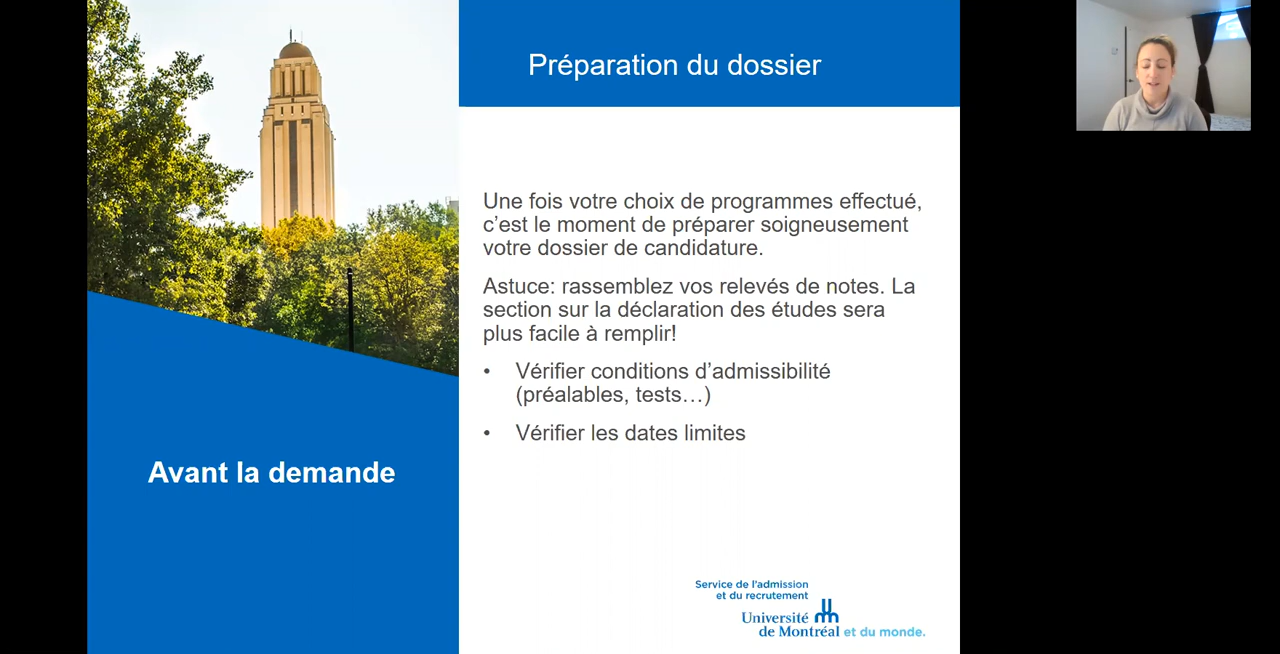 Préparation du dossier
Une fois votre choix de programmes effectué,
c’est le moment de préparer soigneusement
votre dossier de candidature.
Astuce: rassemblez vos relevés de notes. La
section sur la déclaration des études sera
plus facile à remplir!
• Vérifier conditions d’admissibilité
(préalables, tests…)
• Vérifier les dates limites
Avant la demande
Service de l’admission
et du recrutement
Université
de Montréal et du monde.